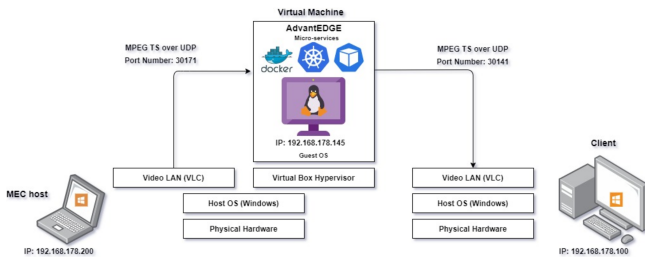 Virtual Machine
AdvantEDGE
Micro-services
docker
IP: 192.168.178.145
Guest OS
MPEG TS over UDP
Port Number: 30171
MPEG TS over UDP
Port Number: 30141
Video LAN (VLC)
Virtual Box Hypervisor
Video LAN (VLC)
Host OS (Windows)
Host OS (Windows)
Physical Hardware
Physical Hardware
MEC host
IP: 192.168.178.200
Client
IP: 192.168.178.100